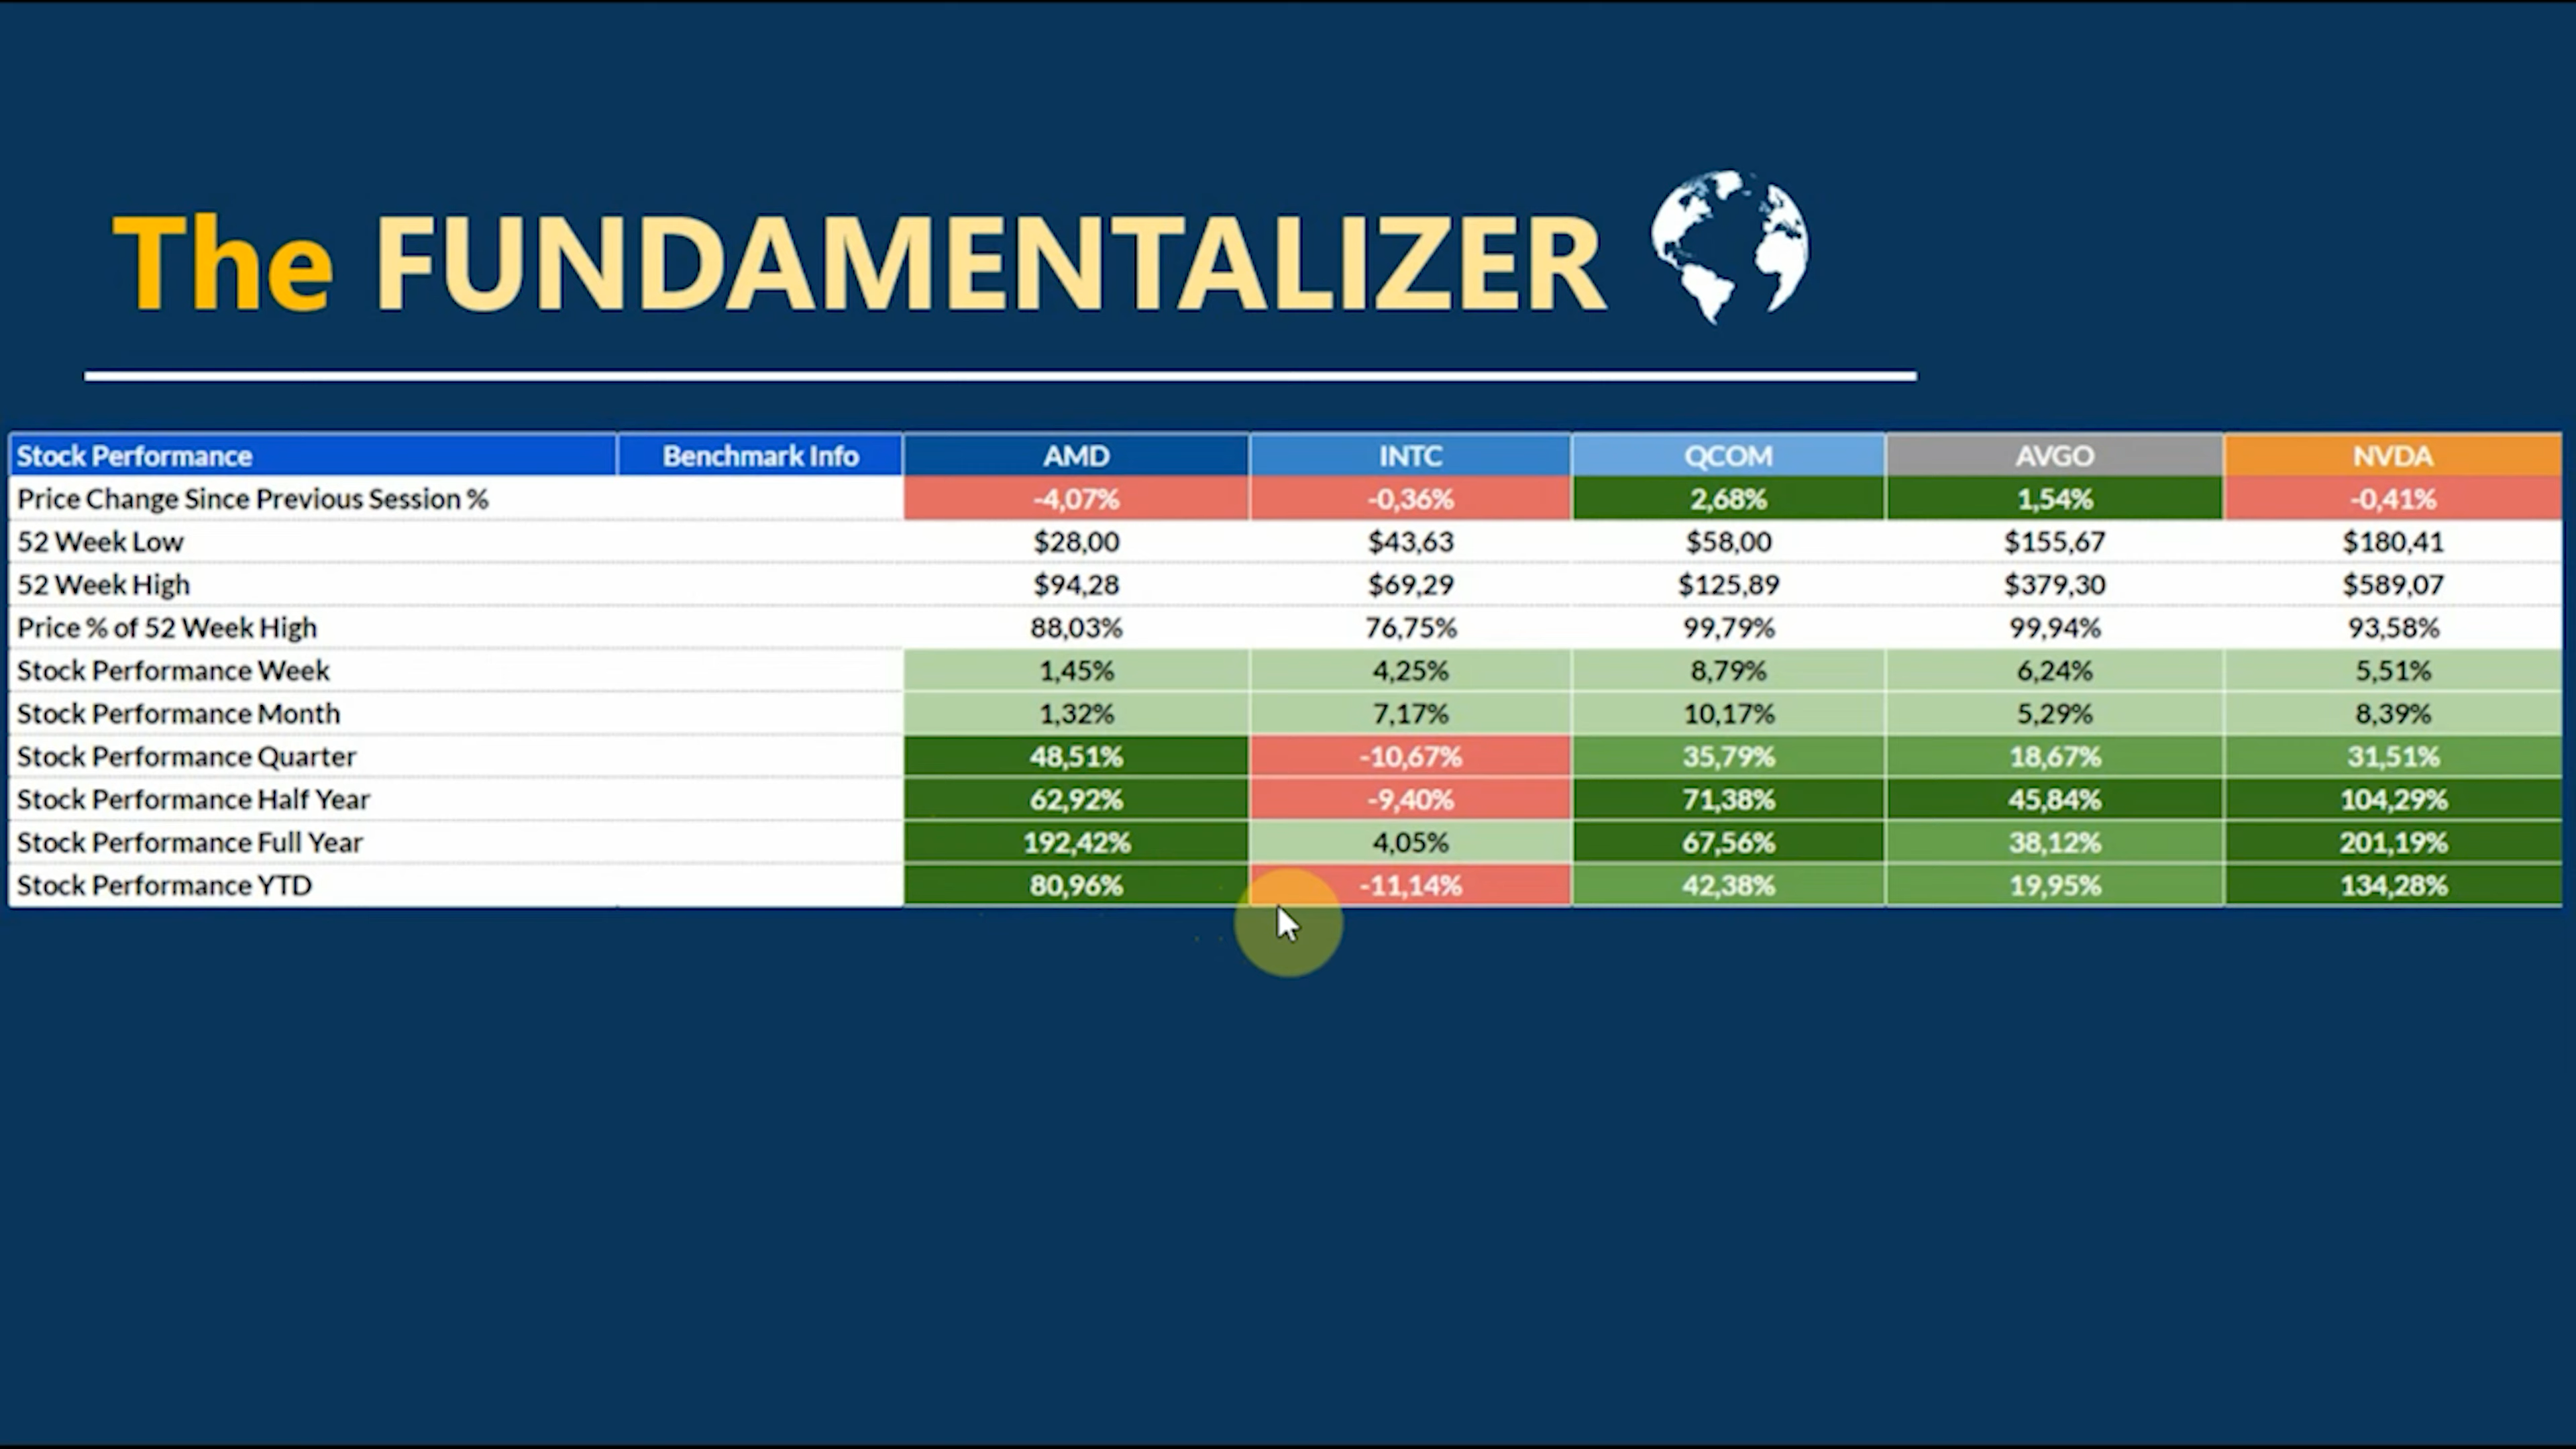 The FUNDAMENTALIZER
Stock Performance Benchmark Info AMD INTC QCOM AVGO NVDA
Price Change Since Previous Session % -4,07% -0,36% 2,68% 1,54% -0,41%
52 Week Low $28,00 $43,63 $58,00 $155,67 $180,41
52 Week High $94,28 $69,29 $125,89 $379,30 $589,07
Price % of 52 Week High 88,03% 76,75% 99,79% 99,94% 93,58%
Stock Performance Week 1,45% 4,25% 8,79% 6,24% 5,51%
Stock Performance Month 1,32% 7,17% 10,17% 5,29% 8,39%
Stock Performance Quarter 48,51% -10,67% 35,79% 18,67% 31,51%
Stock Performance Half Year 62,92% -9,40% 71,38% 45,84% 104,29%
Stock Performance Full Year 192,42% 4,05% 67,56% 38,12% 201,19%
Stock Performance YTD 80,96% -11,14% 42,38% 19,95% 134,28%